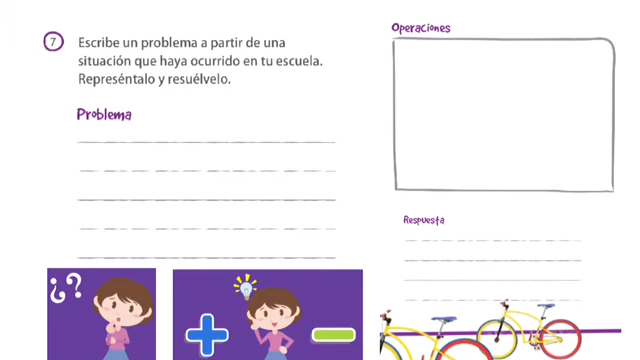 7
Escribe un problema a partir de una
situación que haya ocurrido en tu escuela.
Represéntalo y resuélvelo.
Problema
¿?
Operaciones
Respuesta